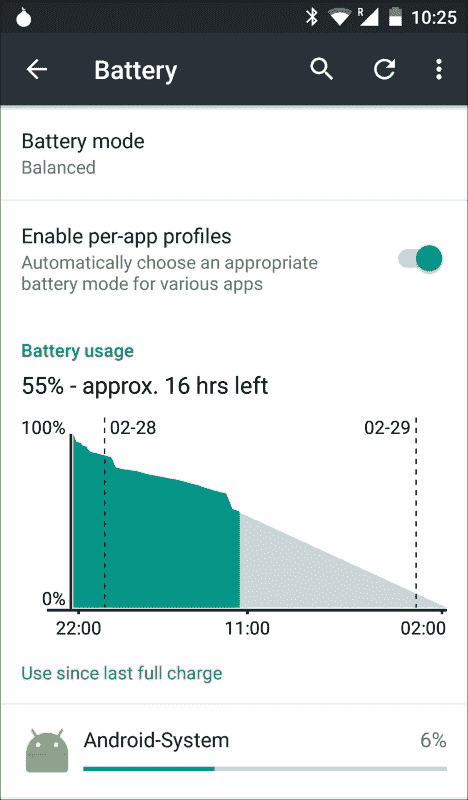 R 10:25
Battery
Battery mode
Balanced
Enable per-app profiles
Automatically choose an appropriate
battery mode for various apps
Battery usage
55% - approx. 16 hrs left
100% 02-28 02-29
0%
22:00 11:00 02:00
Use since last full charge
Android-System 6%